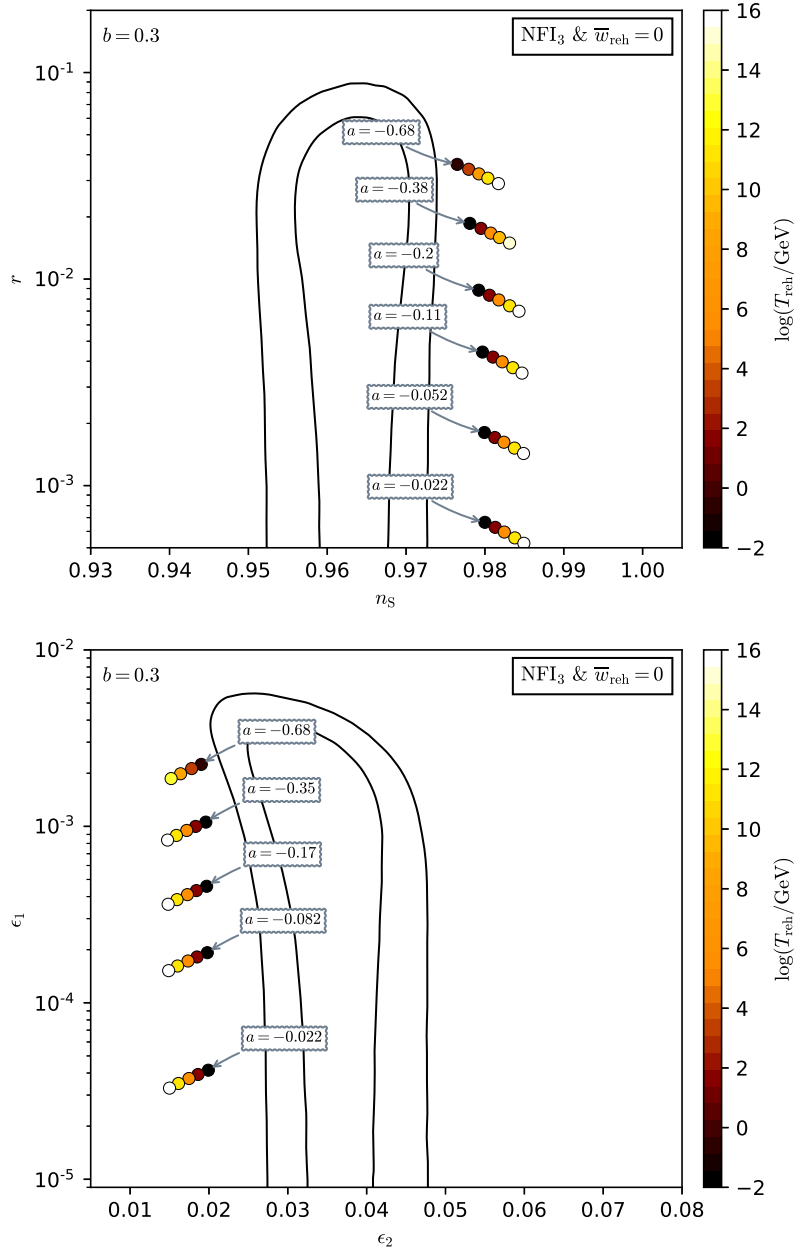 b = 0.3
NFI₃ & w̅_reh = 0
10⁻¹
10⁻²
10⁻³
r
a = −0.68
a = −0.38
a = −0.2
a = −0.11
a = −0.052
a = −0.022
0.93 0.94 0.95 0.96 0.97 0.98 0.99 1.00
n_S
16
14
12
10
8
6
4
2
0
−2
log(T_reh/GeV)
b = 0.3
NFI₃ & w̅_reh = 0
10⁻²
10⁻³
10⁻⁴
10⁻⁵
ϵ₁
a = −0.68
a = −0.35
a = −0.17
a = −0.082
a = −0.022
0.01 0.02 0.03 0.04 0.05 0.06 0.07 0.08
ϵ₂
16
14
12
10
8
6
4
2
0
−2
log(T_reh/GeV)